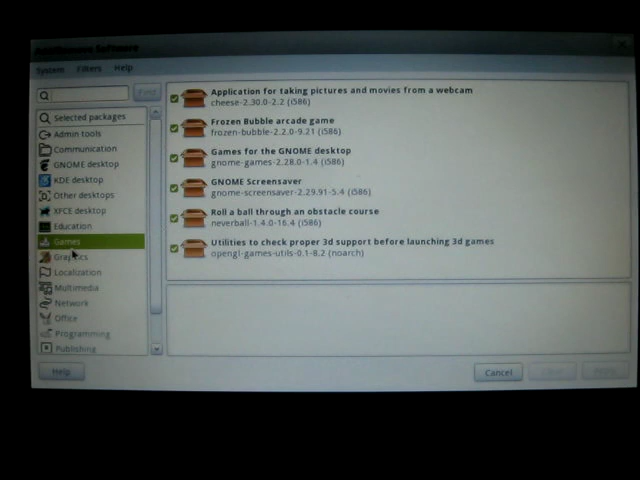 Add/Remove Software
System Filters Help
Find
Selected packages
Admin tools
Communication
GNOME desktop
KDE desktop
Other desktops
XFCE desktop
Education
Games
Graphics
Localization
Multimedia
Network
Office
Programming
Publishing
Application for taking pictures and movies from a webcam
cheese-2.30.0-2.2 (i586)
Frozen Bubble arcade game
frozen-bubble-2.2.0-9.21 (i586)
Games for the GNOME desktop
gnome-games-2.28.0-1.4 (i586)
GNOME Screensaver
gnome-screensaver-2.29.91-5.4 (i586)
Roll a ball through an obstacle course
neverball-1.4.0-16.4 (i586)
Utilities to check proper 3d support before launching 3d games
opengl-games-utils-0.1-8.2 (noarch)
Help
Cancel